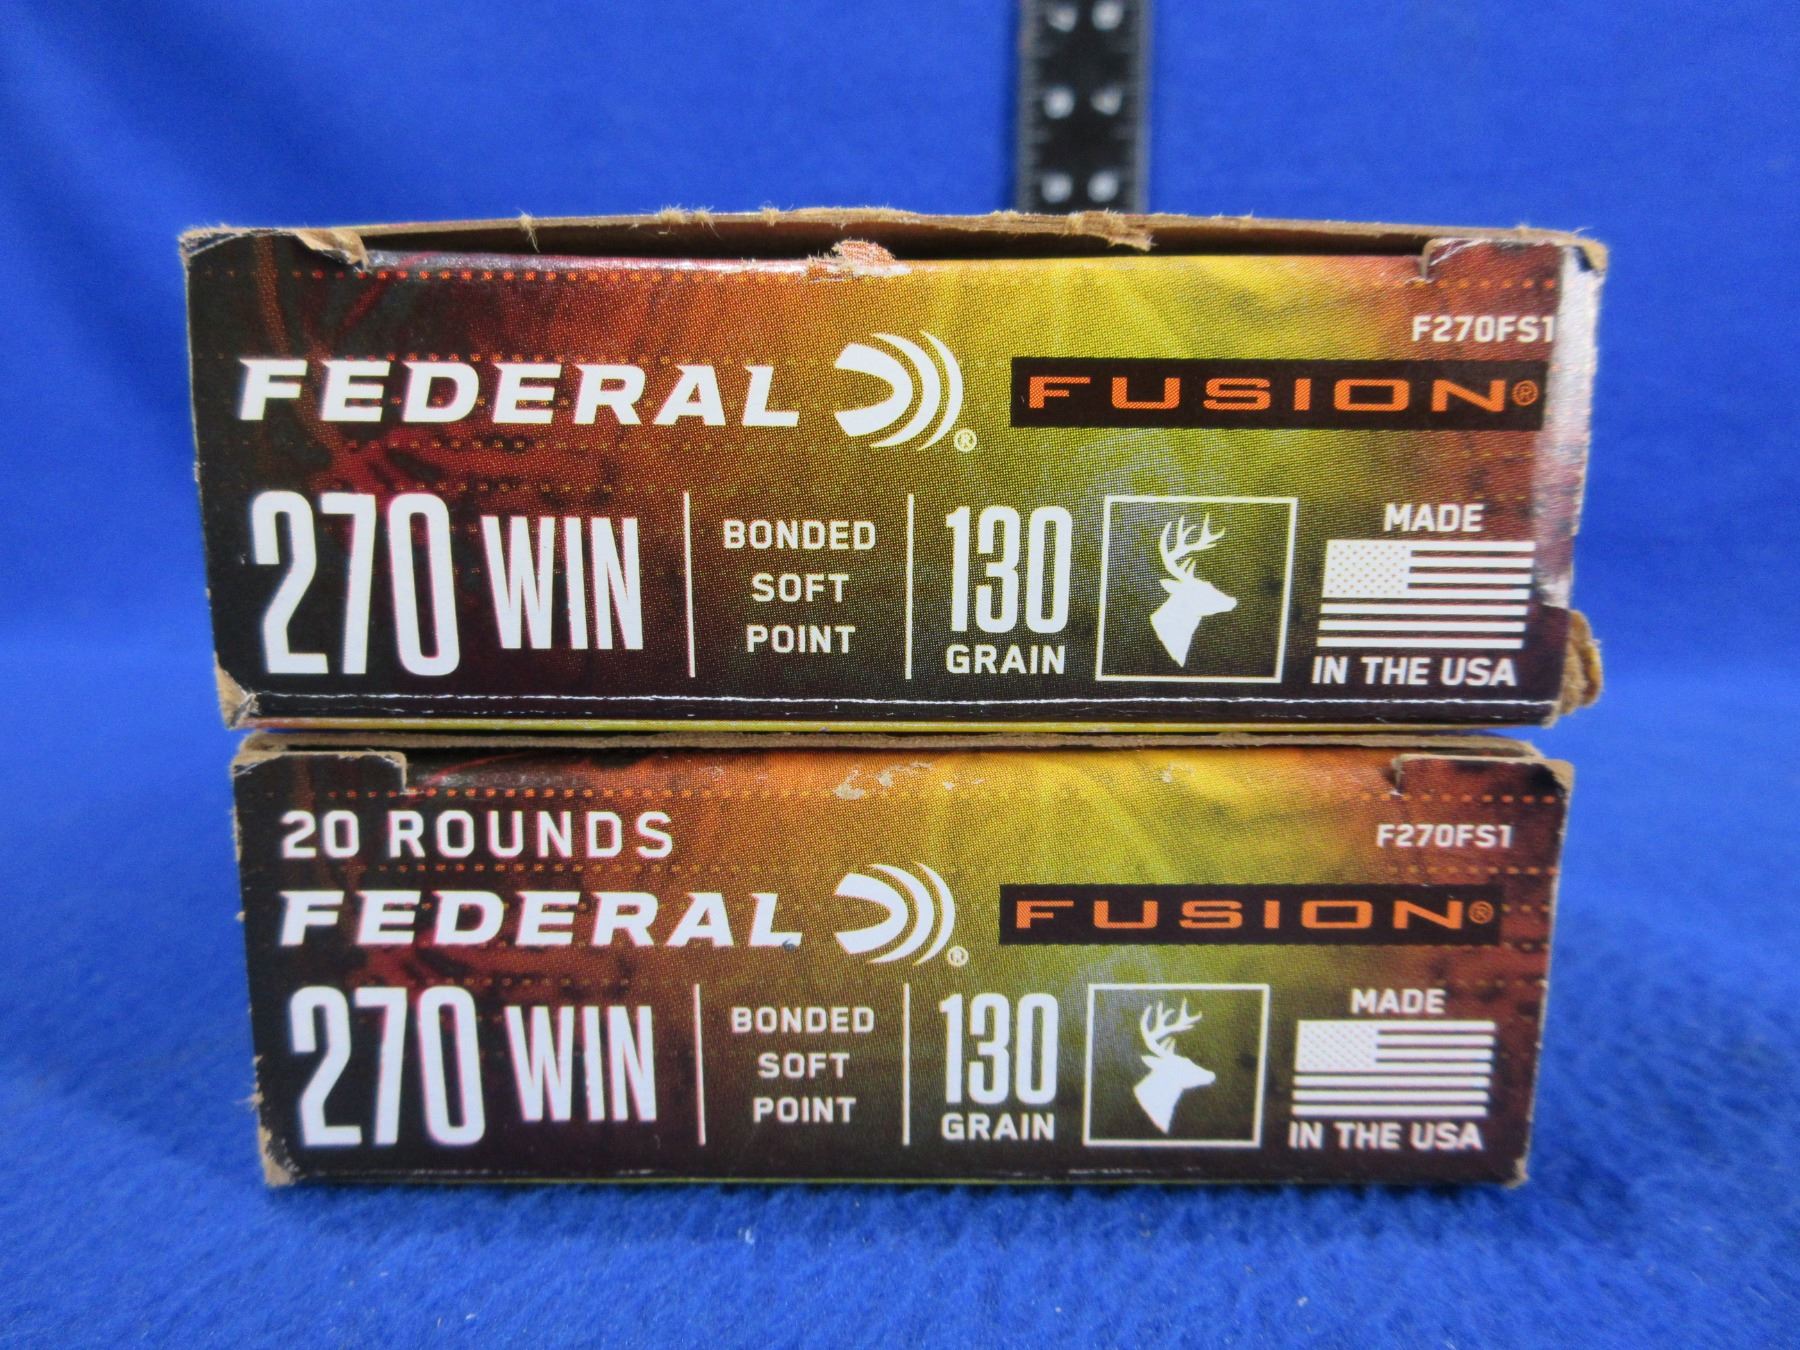 F270FS1
FEDERAL® FUSION®
270 WIN
BONDED
SOFT
POINT
130
GRAIN
MADE
IN THE USA
20 ROUNDS
F270FS1
FEDERAL® FUSION®
270 WIN
BONDED
SOFT
POINT
130
GRAIN
MADE
IN THE USA